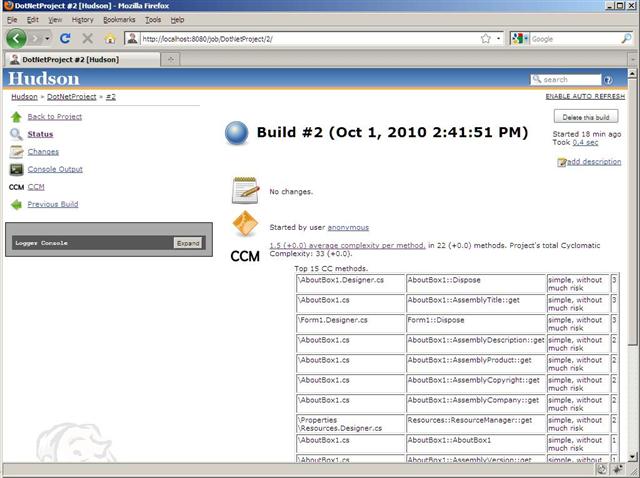 DotNetProject #2 [Hudson] - Mozilla Firefox
File Edit View History Bookmarks Tools Help
http://localhost:8080/job/DotNetProject/2/
Google
DotNetProject #2 [Hudson]
Hudson
search
Hudson » DotNetProject » #2
ENABLE AUTO REFRESH
Back to Project
Status
Changes
Console Output
CCM CCM
Previous Build
Logger Console Expand
Build #2 (Oct 1, 2010 2:41:51 PM)
Delete this build
Started 18 min ago
Took 0.4 sec
add description
No changes.
Started by user anonymous
CCM
1.5 (+0.0) average complexity per method. in 22 (+0.0) methods. Project's total Cyclomatic
Complexity: 33 (+0.0).
Top 15 CC methods.
\AboutBox1.Designer.cs AboutBox1::Dispose simple, without much risk 3
\AboutBox1.cs AboutBox1::AssemblyTitle::get simple, without much risk 3
\Form1.Designer.cs Form1::Dispose simple, without much risk 3
\AboutBox1.cs AboutBox1::AssemblyDescription::get simple, without much risk 2
\AboutBox1.cs AboutBox1::AssemblyProduct::get simple, without much risk 2
\AboutBox1.cs AboutBox1::AssemblyCopyright::get simple, without much risk 2
\AboutBox1.cs AboutBox1::AssemblyCompany::get simple, without much risk 2
\Properties\Resources.Designer.cs Resources::ResourceManager::get simple, without much risk 2
\AboutBox1.cs AboutBox1::AboutBox1 simple, without much risk 1
\AboutBox1.cs AboutBox1::AssemblyVersion::get simple, without 1